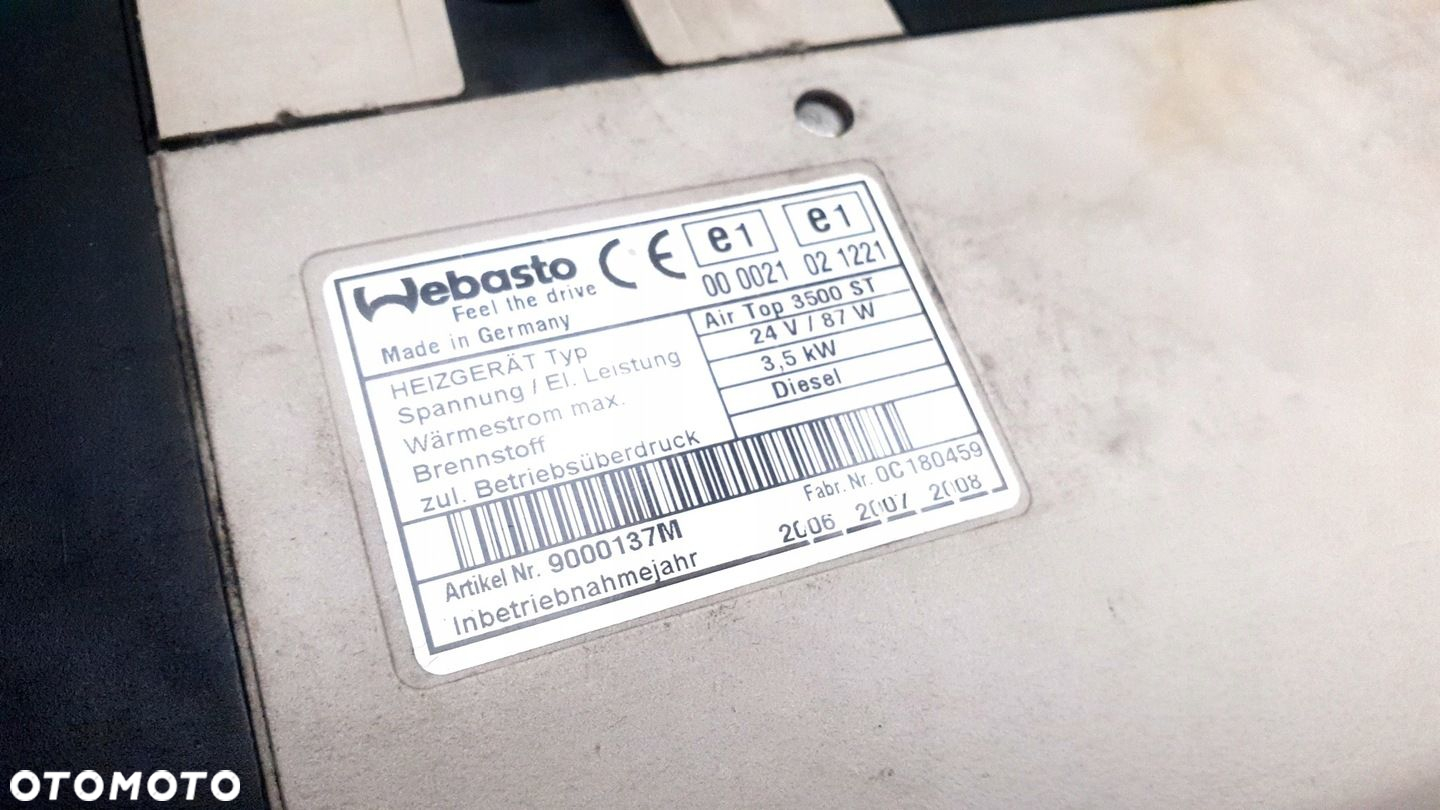 Webasto CE e1 e1
Feel the drive 00 0021 02 1221
Made in Germany
HEIZGERÄT Typ Air Top 3500 ST
Spannung / El. Leistung 24 V / 87 W
Wärmestrom max. 3,5 kW
Brennstoff Diesel
zul. Betriebsüberdruck
Artikel Nr. 9000137M Fabr. Nr. 0C180459
Inbetriebnahmejahr 2006 2007 2008
OTOMOTO